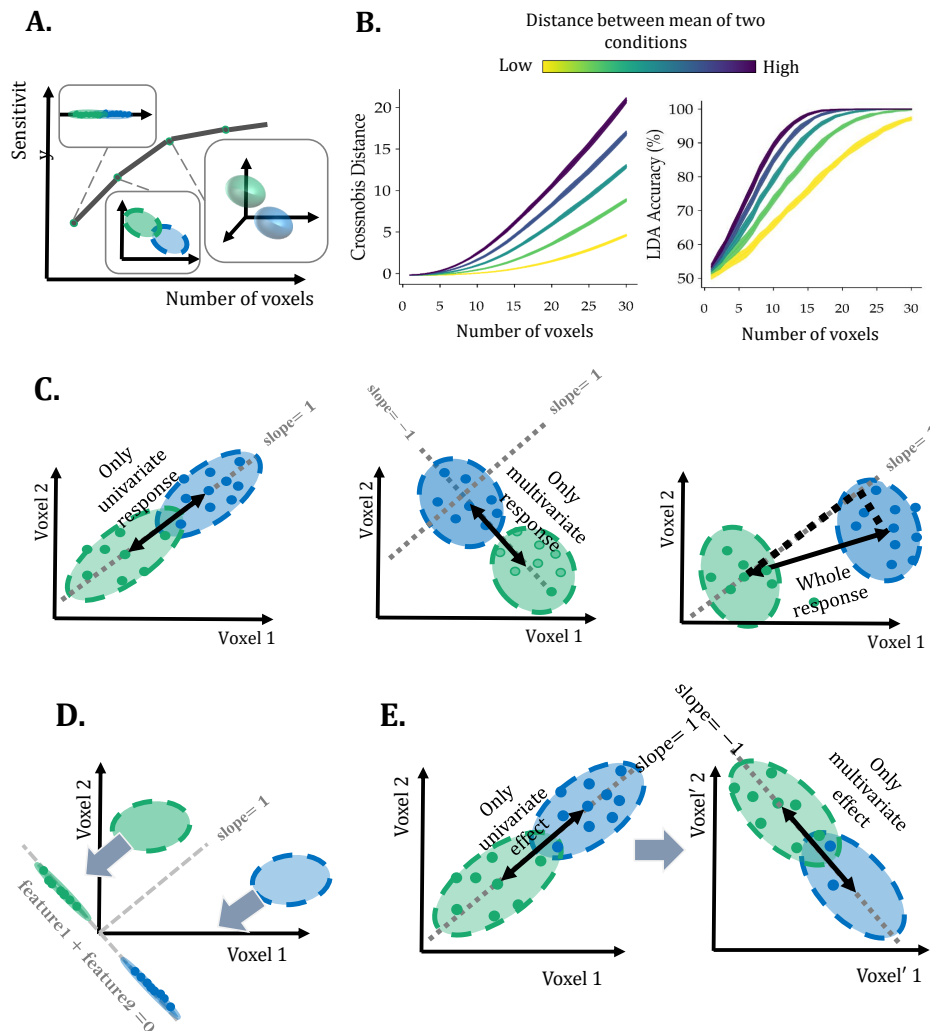 A.
Sensitivit
y
Number of voxels
B.
Distance between mean of two
conditions
Low
High
Crossnobis Distance
20
15
10
5
0
0
5
10
15
20
25
30
Number of voxels
LDA Accuracy (%)
100
90
80
70
60
50
0
5
10
15
20
25
30
Number of voxels
C.
slope= 1
Only
univariate
response
Voxel 2
Voxel 1
slope= −1
slope= 1
Only
multivariate
response
Voxel 2
Voxel 1
slope= 1
Whole
response
Voxel 2
Voxel 1
D.
Voxel 2
slope= 1
Voxel 1
feature1 + feature2 =0
E.
slope= 1
Only
univariate
effect
Voxel 2
Voxel 1
slope= −1
Only
multivariate
effect
Voxel′ 2
Voxel′ 1